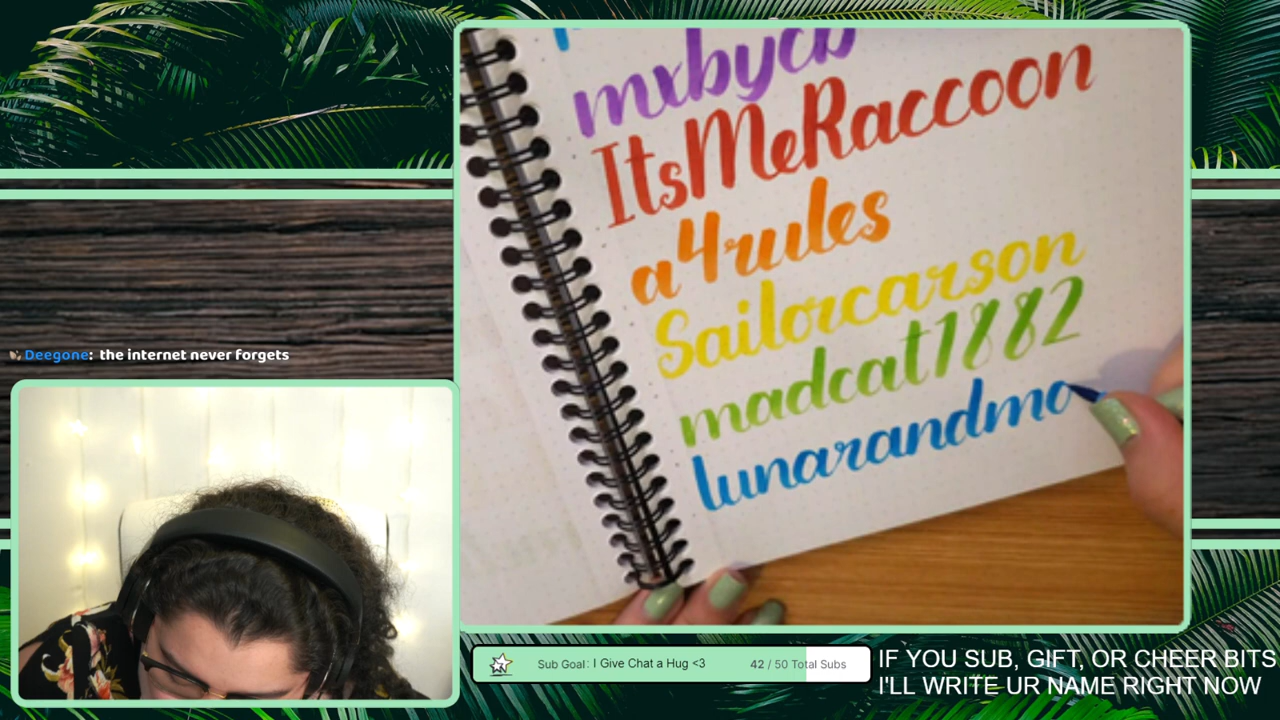 mxbycb
ItsMeRaccoon
a4rules
Sailorcarson
madcat1882
lunarandmo
Deegone: the internet never forgets
Sub Goal: I Give Chat a Hug <3
42 / 50 Total Subs
IF YOU SUB, GIFT, OR CHEER BITS
I'LL WRITE UR NAME RIGHT NOW